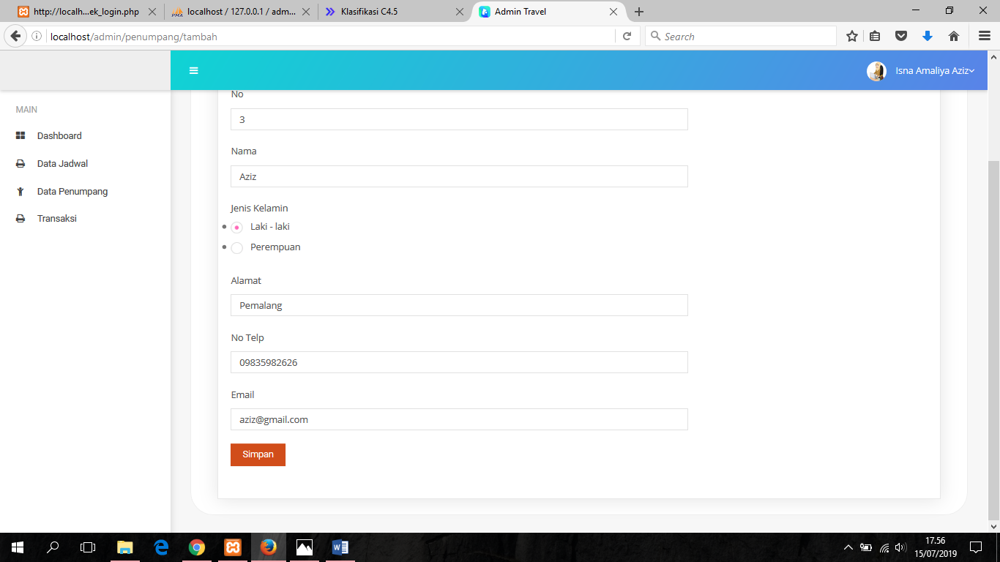 http://localh...ek_login.php
localhost / 127.0.0.1 / adm...
Klasifikasi C4.5
Admin Travel
localhost/admin/penumpang/tambah
Search
Isna Amaliya Aziz
MAIN
Dashboard
Data Jadwal
Data Penumpang
Transaksi
No
3
Nama
Aziz
Jenis Kelamin
Laki - laki
Perempuan
Alamat
Pemalang
No Telp
09835982626
Email
aziz@gmail.com
Simpan
17.56
15/07/2019